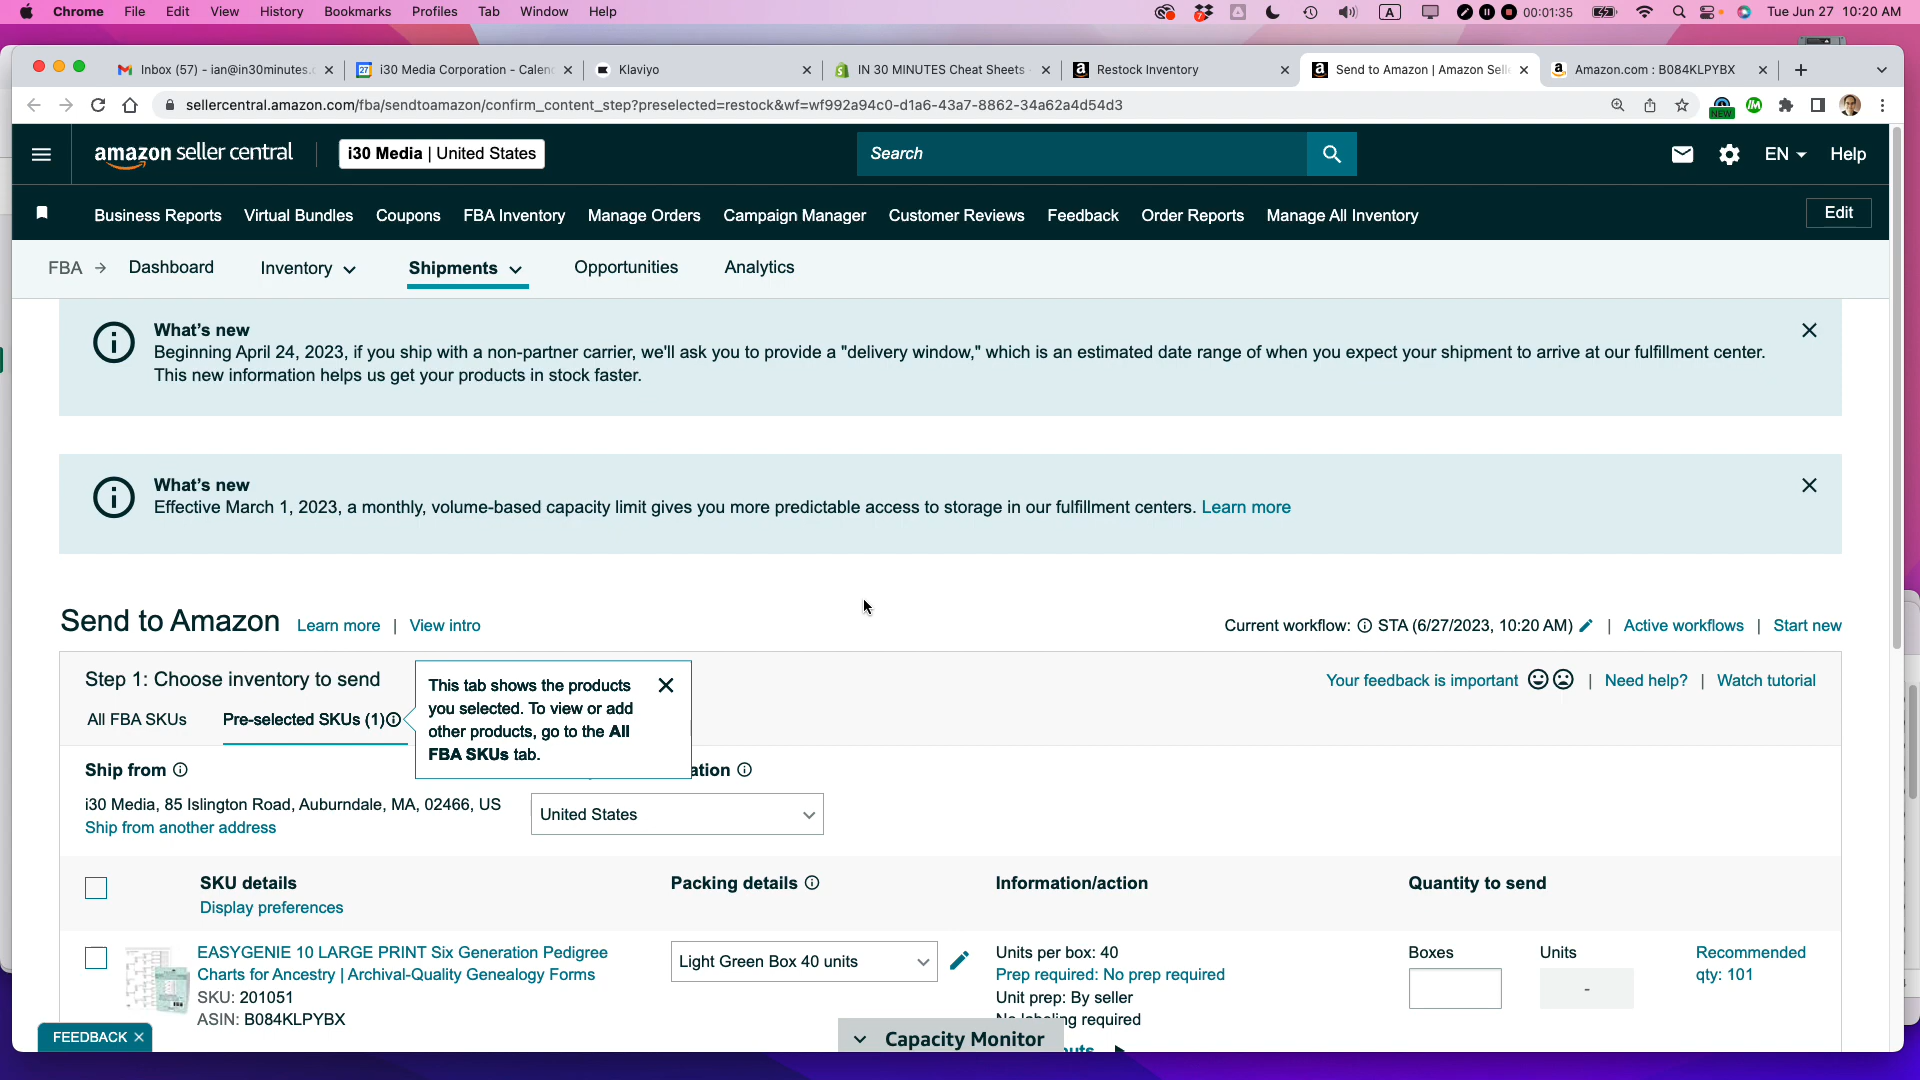 Chrome File Edit View History Bookmarks Profiles Tab Window Help
7 A 00:01:35 Tue Jun 27 10:20 AM
Inbox (57) - ian@in30minutes.c
27 i30 Media Corporation - Calen
Klaviyo
IN 30 MINUTES Cheat Sheets -
Restock Inventory
Send to Amazon | Amazon Selle
Amazon.com : B084KLPYBX
sellercentral.amazon.com/fba/sendtoamazon/confirm_content_step?preselected=restock&wf=wf992a94c0-d1a6-43a7-8862-34a62a4d54d3
NEW
amazon seller central
i30 Media | United States
Search
EN
Help
Business Reports Virtual Bundles Coupons FBA Inventory Manage Orders Campaign Manager Customer Reviews Feedback Order Reports Manage All Inventory
Edit
FBA → Dashboard Inventory Shipments Opportunities Analytics
What's new
Beginning April 24, 2023, if you ship with a non-partner carrier, we'll ask you to provide a "delivery window," which is an estimated date range of when you expect your shipment to arrive at our fulfillment center.
This new information helps us get your products in stock faster.
What's new
Effective March 1, 2023, a monthly, volume-based capacity limit gives you more predictable access to storage in our fulfillment centers. Learn more
Send to Amazon Learn more | View intro
Current workflow: STA (6/27/2023, 10:20 AM) | Active workflows | Start new
Step 1: Choose inventory to send
Your feedback is important | Need help? | Watch tutorial
All FBA SKUs Pre-selected SKUs (1)
This tab shows the products
you selected. To view or add
other products, go to the All
FBA SKUs tab.
Ship from
i30 Media, 85 Islington Road, Auburndale, MA, 02466, US
Ship from another address
United States
SKU details
Display preferences
Packing details
Information/action
Quantity to send
EASYGENIE 10 LARGE PRINT Six Generation Pedigree
Charts for Ancestry | Archival-Quality Genealogy Forms
SKU: 201051
ASIN: B084KLPYBX
Light Green Box 40 units
Units per box: 40
Prep required: No prep required
Unit prep: By seller
Boxes
Units
-
Recommended
qty: 101
FEEDBACK
Capacity Monitor